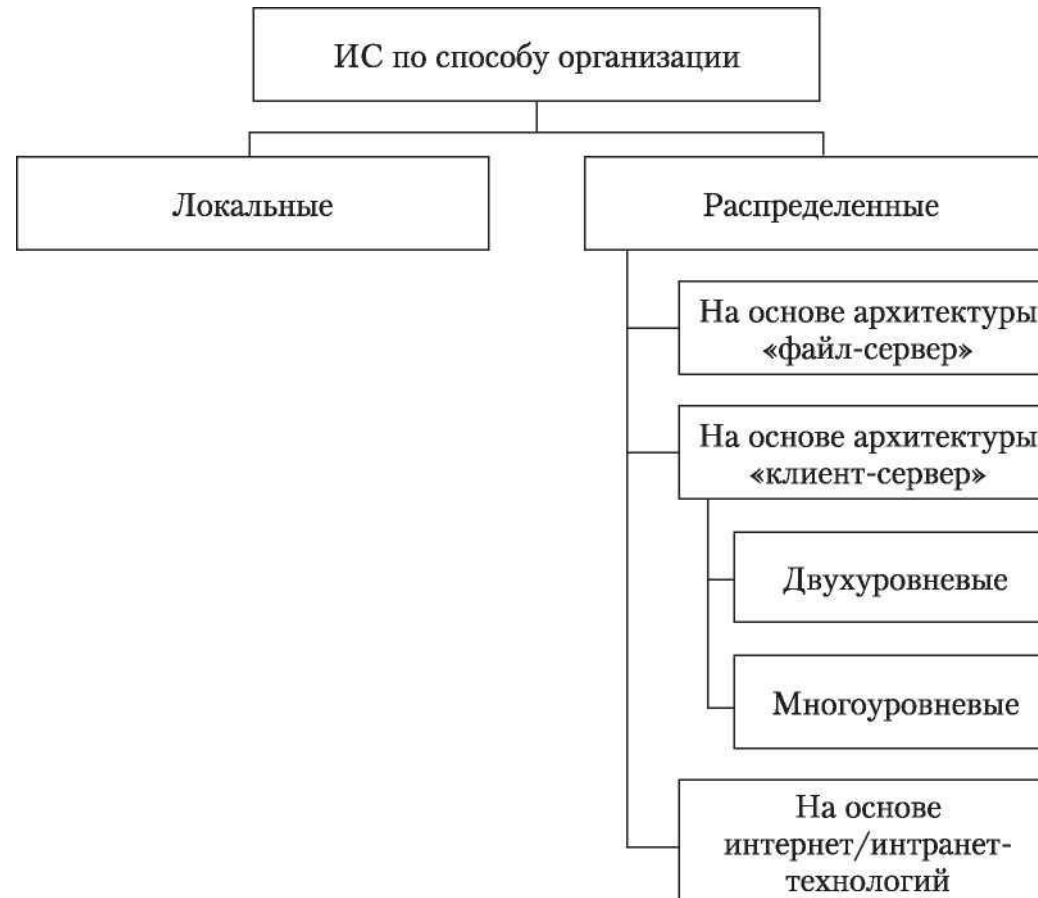 ИС по способу организации
Локальные
Распределенные
На основе архитектуры
«файл-сервер»
На основе архитектуры
«клиент-сервер»
Двухуровневые
Многоуровневые
На основе
интернет/интранет-
технологий